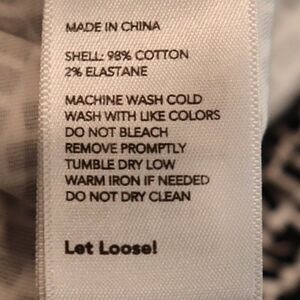 MADE IN CHINA
SHELL: 98% COTTON
2% ELASTANE
MACHINE WASH COLD
WASH WITH LIKE COLORS
DO NOT BLEACH
REMOVE PROMPTLY
TUMBLE DRY LOW
WARM IRON IF NEEDED
DO NOT DRY CLEAN
Let Loose!